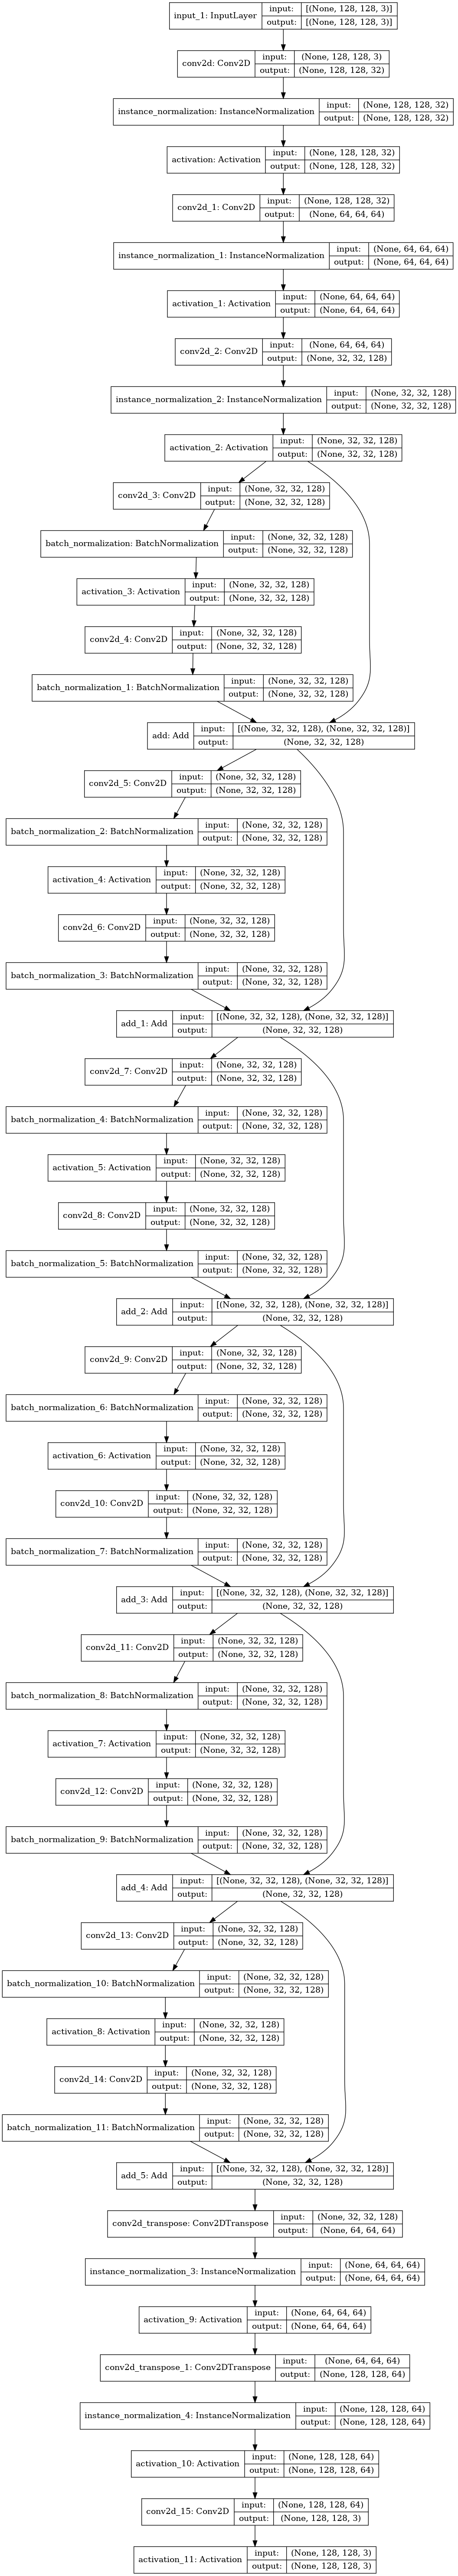 input_1: InputLayer
input: [(None, 128, 128, 3)]
output: [(None, 128, 128, 3)]
conv2d: Conv2D
input: (None, 128, 128, 3)
output: (None, 128, 128, 32)
instance_normalization: InstanceNormalization
input: (None, 128, 128, 32)
output: (None, 128, 128, 32)
activation: Activation
input: (None, 128, 128, 32)
output: (None, 128, 128, 32)
conv2d_1: Conv2D
input: (None, 128, 128, 32)
output: (None, 64, 64, 64)
instance_normalization_1: InstanceNormalization
input: (None, 64, 64, 64)
output: (None, 64, 64, 64)
activation_1: Activation
input: (None, 64, 64, 64)
output: (None, 64, 64, 64)
conv2d_2: Conv2D
input: (None, 64, 64, 64)
output: (None, 32, 32, 128)
instance_normalization_2: InstanceNormalization
input: (None, 32, 32, 128)
output: (None, 32, 32, 128)
activation_2: Activation
input: (None, 32, 32, 128)
output: (None, 32, 32, 128)
conv2d_3: Conv2D
input: (None, 32, 32, 128)
output: (None, 32, 32, 128)
batch_normalization: BatchNormalization
input: (None, 32, 32, 128)
output: (None, 32, 32, 128)
activation_3: Activation
input: (None, 32, 32, 128)
output: (None, 32, 32, 128)
conv2d_4: Conv2D
input: (None, 32, 32, 128)
output: (None, 32, 32, 128)
batch_normalization_1: BatchNormalization
input: (None, 32, 32, 128)
output: (None, 32, 32, 128)
add: Add
input: [(None, 32, 32, 128), (None, 32, 32, 128)]
output: (None, 32, 32, 128)
conv2d_5: Conv2D
input: (None, 32, 32, 128)
output: (None, 32, 32, 128)
batch_normalization_2: BatchNormalization
input: (None, 32, 32, 128)
output: (None, 32, 32, 128)
activation_4: Activation
input: (None, 32, 32, 128)
output: (None, 32, 32, 128)
conv2d_6: Conv2D
input: (None, 32, 32, 128)
output: (None, 32, 32, 128)
batch_normalization_3: BatchNormalization
input: (None, 32, 32, 128)
output: (None, 32, 32, 128)
add_1: Add
input: [(None, 32, 32, 128), (None, 32, 32, 128)]
output: (None, 32, 32, 128)
conv2d_7: Conv2D
input: (None, 32, 32, 128)
output: (None, 32, 32, 128)
batch_normalization_4: BatchNormalization
input: (None, 32, 32, 128)
output: (None, 32, 32, 128)
activation_5: Activation
input: (None, 32, 32, 128)
output: (None, 32, 32, 128)
conv2d_8: Conv2D
input: (None, 32, 32, 128)
output: (None, 32, 32, 128)
batch_normalization_5: BatchNormalization
input: (None, 32, 32, 128)
output: (None, 32, 32, 128)
add_2: Add
input: [(None, 32, 32, 128), (None, 32, 32, 128)]
output: (None, 32, 32, 128)
conv2d_9: Conv2D
input: (None, 32, 32, 128)
output: (None, 32, 32, 128)
batch_normalization_6: BatchNormalization
input: (None, 32, 32, 128)
output: (None, 32, 32, 128)
activation_6: Activation
input: (None, 32, 32, 128)
output: (None, 32, 32, 128)
conv2d_10: Conv2D
input: (None, 32, 32, 128)
output: (None, 32, 32, 128)
batch_normalization_7: BatchNormalization
input: (None, 32, 32, 128)
output: (None, 32, 32, 128)
add_3: Add
input: [(None, 32, 32, 128), (None, 32, 32, 128)]
output: (None, 32, 32, 128)
conv2d_11: Conv2D
input: (None, 32, 32, 128)
output: (None, 32, 32, 128)
batch_normalization_8: BatchNormalization
input: (None, 32, 32, 128)
output: (None, 32, 32, 128)
activation_7: Activation
input: (None, 32, 32, 128)
output: (None, 32, 32, 128)
conv2d_12: Conv2D
input: (None, 32, 32, 128)
output: (None, 32, 32, 128)
batch_normalization_9: BatchNormalization
input: (None, 32, 32, 128)
output: (None, 32, 32, 128)
add_4: Add
input: [(None, 32, 32, 128), (None, 32, 32, 128)]
output: (None, 32, 32, 128)
conv2d_13: Conv2D
input: (None, 32, 32, 128)
output: (None, 32, 32, 128)
batch_normalization_10: BatchNormalization
input: (None, 32, 32, 128)
output: (None, 32, 32, 128)
activation_8: Activation
input: (None, 32, 32, 128)
output: (None, 32, 32, 128)
conv2d_14: Conv2D
input: (None, 32, 32, 128)
output: (None, 32, 32, 128)
batch_normalization_11: BatchNormalization
input: (None, 32, 32, 128)
output: (None, 32, 32, 128)
add_5: Add
input: [(None, 32, 32, 128), (None, 32, 32, 128)]
output: (None, 32, 32, 128)
conv2d_transpose: Conv2DTranspose
input: (None, 32, 32, 128)
output: (None, 64, 64, 64)
instance_normalization_3: InstanceNormalization
input: (None, 64, 64, 64)
output: (None, 64, 64, 64)
activation_9: Activation
input: (None, 64, 64, 64)
output: (None, 64, 64, 64)
conv2d_transpose_1: Conv2DTranspose
input: (None, 64, 64, 64)
output: (None, 128, 128, 64)
instance_normalization_4: InstanceNormalization
input: (None, 128, 128, 64)
output: (None, 128, 128, 64)
activation_10: Activation
input: (None, 128, 128, 64)
output: (None, 128, 128, 64)
conv2d_15: Conv2D
input: (None, 128, 128, 64)
output: (None, 128, 128, 3)
activation_11: Activation
input: (None, 128, 128, 3)
output: (None, 128, 128, 3)